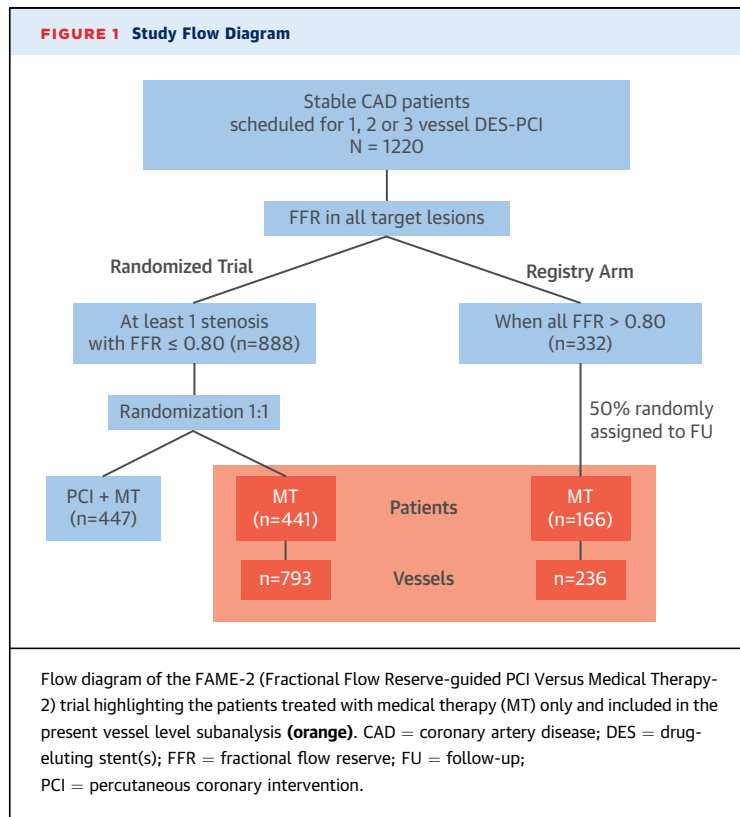 FIGURE 1 Study Flow Diagram
Stable CAD patients
scheduled for 1, 2 or 3 vessel DES-PCI
N = 1220
FFR in all target lesions
Randomized Trial
Registry Arm
At least 1 stenosis
with FFR ≤ 0.80 (n=888)
When all FFR > 0.80
(n=332)
Randomization 1:1
50% randomly
assigned to FU
PCI + MT
(n=447)
MT
(n=441)
Patients
MT
(n=166)
n=793
Vessels
n=236
Flow diagram of the FAME-2 (Fractional Flow Reserve-guided PCI Versus Medical Therapy-
2) trial highlighting the patients treated with medical therapy (MT) only and included in the
present vessel level subanalysis (orange). CAD = coronary artery disease; DES = drug-
eluting stent(s); FFR = fractional flow reserve; FU = follow-up;
PCI = percutaneous coronary intervention.